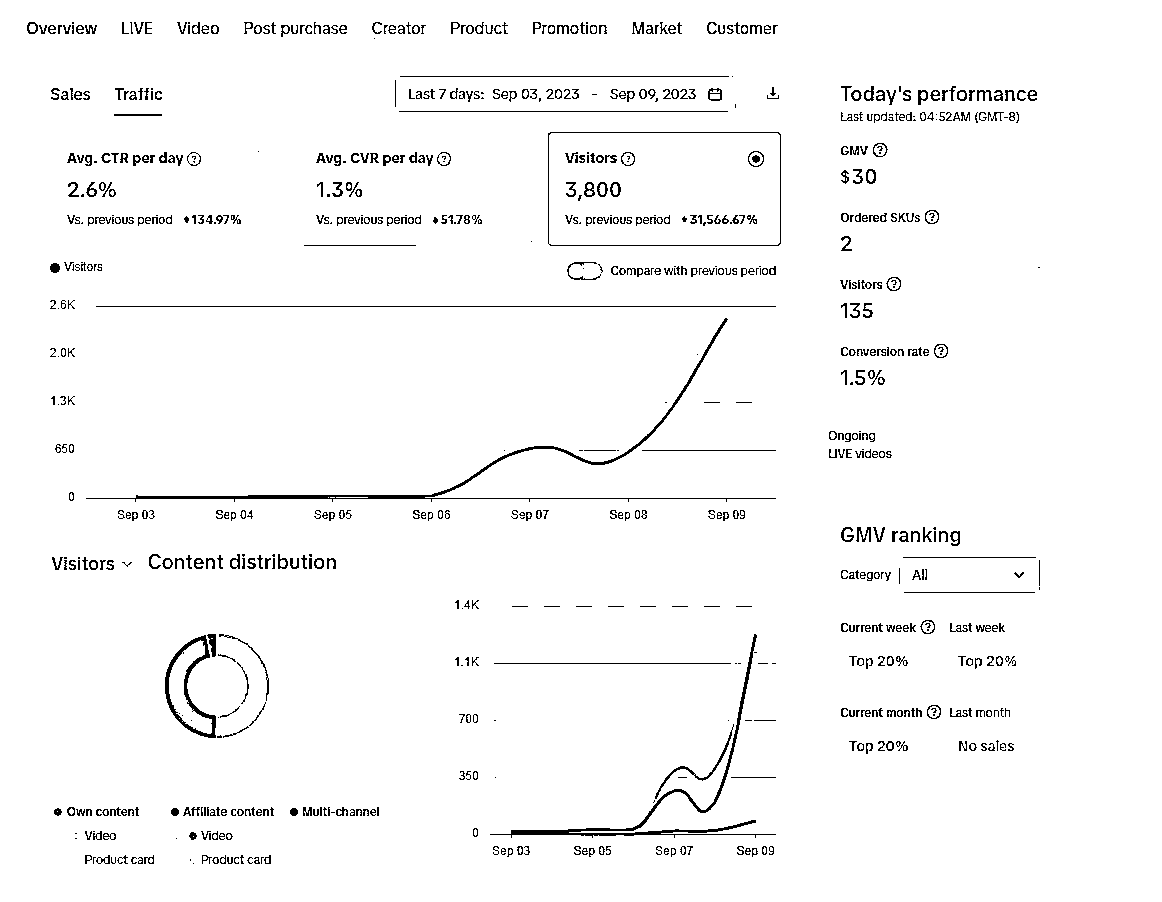 Overview LIVE Video Post purchase Creator Product Promotion Market Customer
Sales Traffic
Last 7 days: Sep 03, 2023 - Sep 09, 2023
Avg. CTR per day
2.6%
Vs. previous period 134.97%
Avg. CVR per day
1.3%
Vs. previous period 51.78%
Visitors
3,800
Vs. previous period 31,566.67%
Visitors
Compare with previous period
2.6K
2.0K
1.3K
650
0
Sep 03 Sep 04 Sep 05 Sep 06 Sep 07 Sep 08 Sep 09
Visitors Content distribution
1.4K
1.1K
700
350
0
Sep 03 Sep 05 Sep 07 Sep 09
Own content Affiliate content Multi-channel
Video Video
Product card Product card
Today's performance
Last updated: 04:52AM (GMT-8)
GMV
$30
Ordered SKUs
2
Visitors
135
Conversion rate
1.5%
Ongoing
LIVE videos
GMV ranking
Category All
Current week Last week
Top 20% Top 20%
Current month Last month
Top 20% No sales